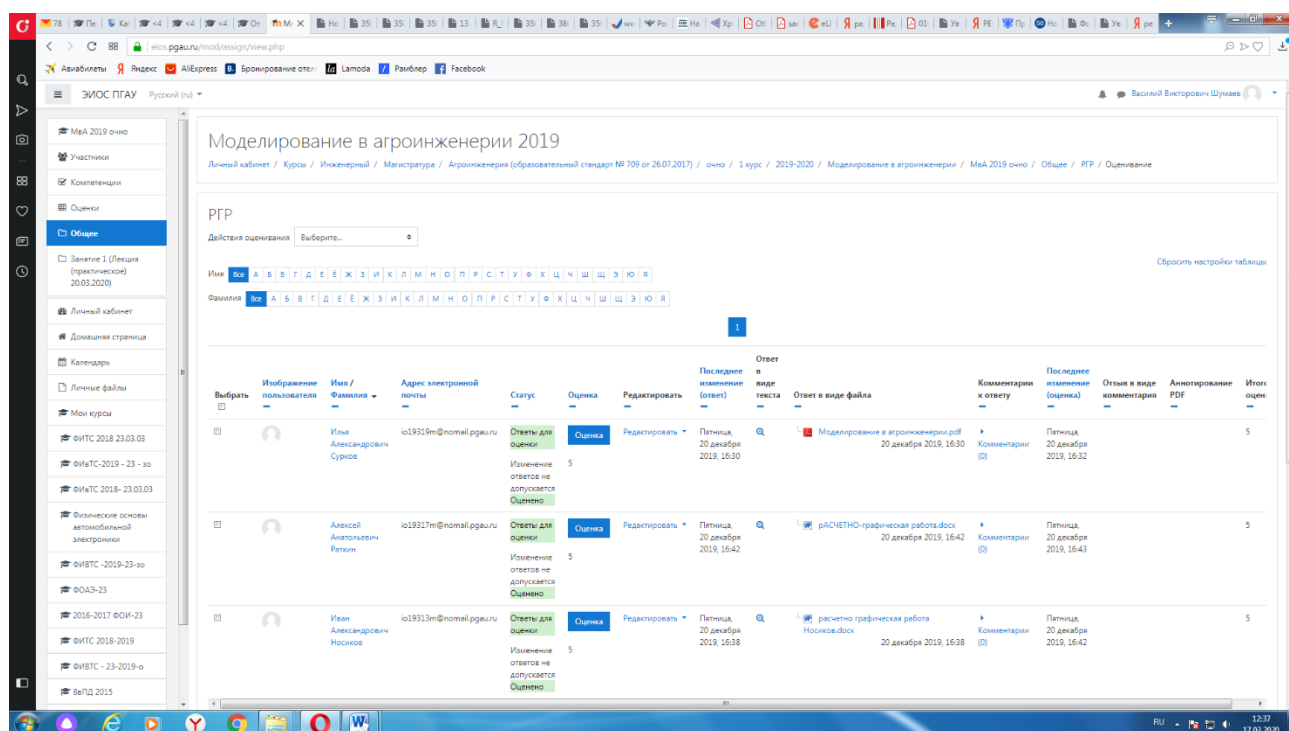 eios.pgau.ru/mod/assign/view.php
Авиабилеты Яндекс AliExpress Бронирование отел Lamoda Рамблер Facebook
ЭИОС ПГАУ Русский (ru)
Василий Викторович Шумаев
МвА 2019 очно
Участники
Компетенции
Оценки
Общее
Занятие 1 (Лекция
(практическое)
20.03.2020)
Личный кабинет
Домашняя страница
Календарь
Личные файлы
Мои курсы
ФИТС 2018 23.03.03
ФИвТС-2019 - 23 - зо
ФИвТС 2018- 23.03.03
Физические основы
автомобильной
электроники
ФИВТС -2019-23-зо
ФОАЭ-23
2016-2017 ФОИ-23
ФИТС 2018-2019
ФИВТС - 23-2019-о
ВвПД 2015
Моделирование в агроинженерии 2019
Личный кабинет / Курсы / Инженерный / Магистратура / Агроинженерия (образовательный стандарт № 709 от 26.07.2017) / очно / 1 курс / 2019-2020 / Моделирование в агроинженерии / МвА 2019 очно / Общее / РГР / Оценивание
РГР
Действия оценивания Выберите...
Сбросить настройки таблицы
Имя Все А Б В Г Д Е Ё Ж З И К Л М Н О П Р С Т У Ф Х Ц Ч Ш Щ Э Ю Я
Фамилия Все А Б В Г Д Е Ё Ж З И К Л М Н О П Р С Т У Ф Х Ц Ч Ш Щ Э Ю Я
1
Выбрать
Изображение
пользователя
Имя /
Фамилия
Адрес электронной
почты
Статус
Оценка
Редактировать
Последнее
изменение
(ответ)
Ответ
в
виде
текста
Ответ в виде файла
Комментарии
к ответу
Последнее
изменение
(оценка)
Отзыв в виде
комментария
Аннотирование
PDF
Итого
оцен
Илья
Александрович
Сурков
io19319m@nomail.pgau.ru
Ответы для
оценки
Изменение
ответов не
допускается
Оценено
Оценка
5
Редактировать
Пятница,
20 декабря
2019, 16:30
Моделирование в агроинженерии.pdf
20 декабря 2019, 16:30
Комментарии
(0)
Пятница,
20 декабря
2019, 16:32
5
Алексей
Анатольевич
Раткин
io19317m@nomail.pgau.ru
Ответы для
оценки
Изменение
ответов не
допускается
Оценено
Оценка
5
Редактировать
Пятница,
20 декабря
2019, 16:42
рАСЧЕТНО-графическая работа.docx
20 декабря 2019, 16:42
Комментарии
(0)
Пятница,
20 декабря
2019, 16:43
5
Иван
Александрович
Носиков
io19313m@nomail.pgau.ru
Ответы для
оценки
Изменение
ответов не
допускается
Оценено
Оценка
5
Редактировать
Пятница,
20 декабря
2019, 16:38
расчетно графическая работа
Носиков.docx
20 декабря 2019, 16:38
Комментарии
(0)
Пятница,
20 декабря
2019, 16:42
5
RU
12:37
17.03.2020